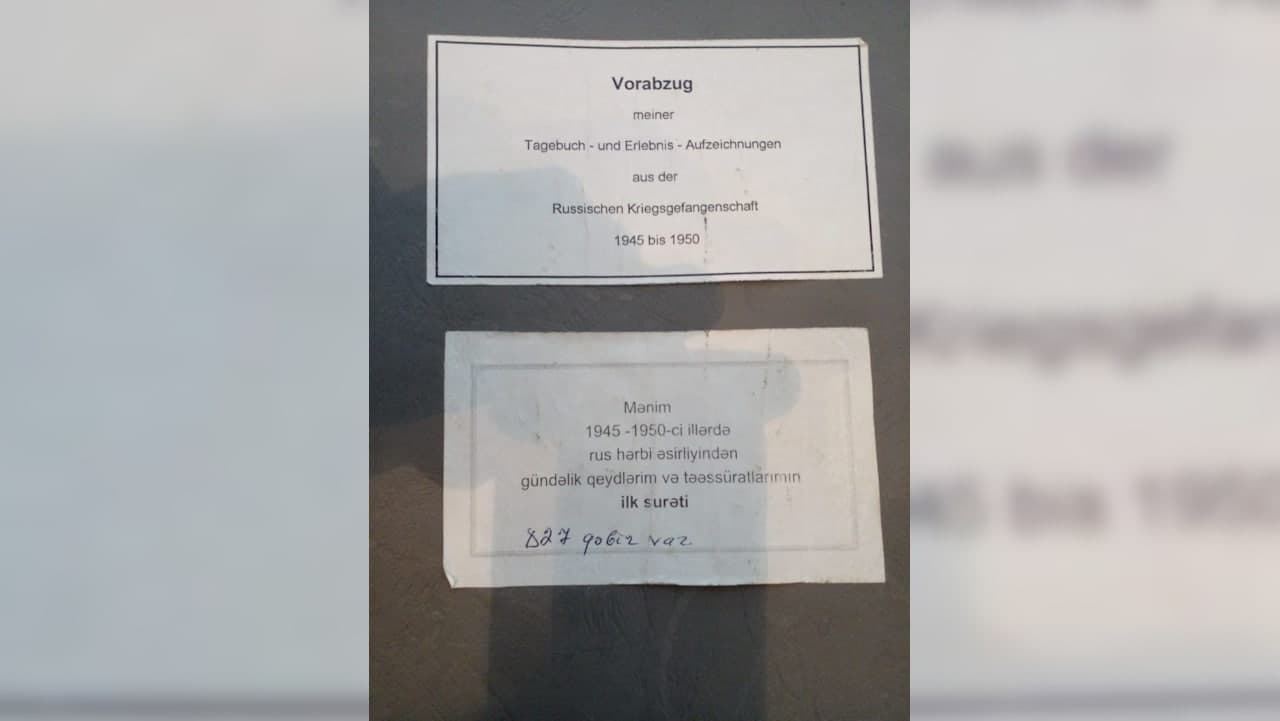 Vorabzug
meiner
Tagebuch - und Erlebnis - Aufzeichnungen
aus der
Russischen Kriegsgefangenschaft
1945 bis 1950
Mənim
1945 -1950-ci illərdə
rus hərbi əsirliyindən
gündəlik qeydlərim və təəssüratlarımın
ilk surəti
827 qəbir var